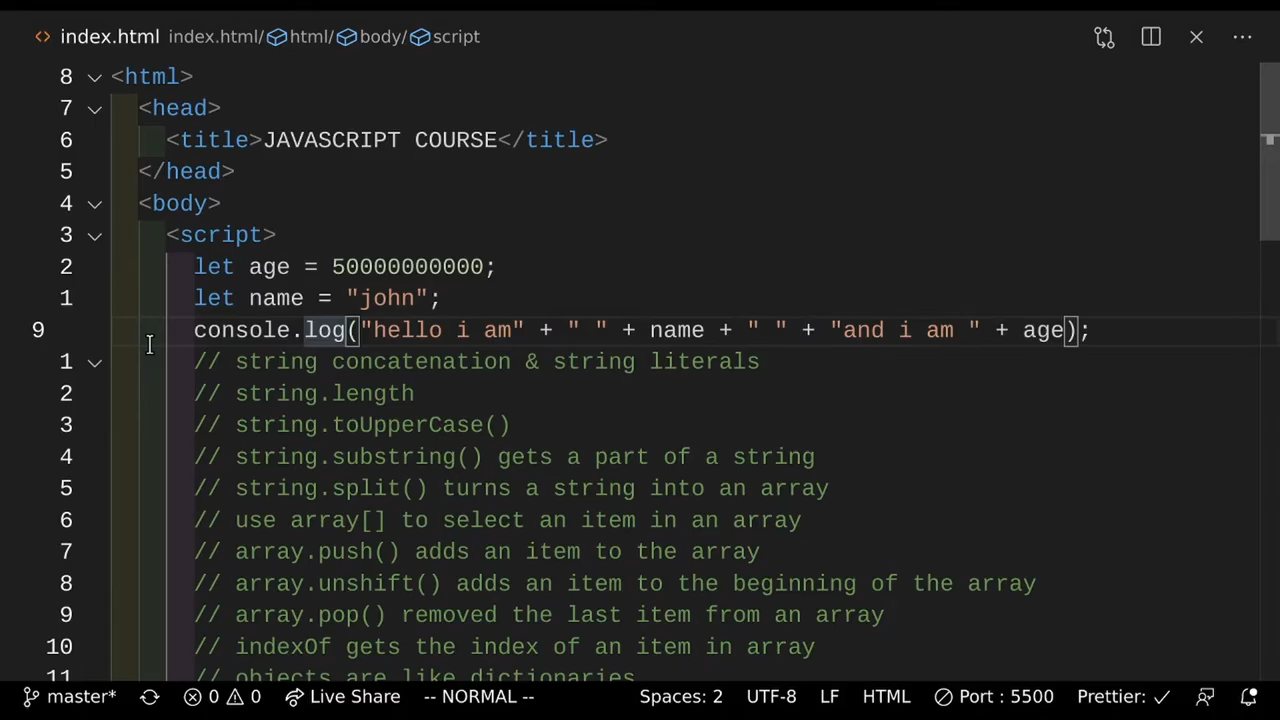 index.html index.html/html/body/script
8 <html>
7 <head>
6 <title>JAVASCRIPT COURSE</title>
5 </head>
4 <body>
3 <script>
2 let age = 50000000000;
1 let name = "john";
9 console.log("hello i am" + " " + name + " " + "and i am " + age);
1 // string concatenation & string literals
2 // string.length
3 // string.toUpperCase()
4 // string.substring() gets a part of a string
5 // string.split() turns a string into an array
6 // use array[] to select an item in an array
7 // array.push() adds an item to the array
8 // array.unshift() adds an item to the beginning of the array
9 // array.pop() removed the last item from an array
10 // indexOf gets the index of an item in array
11 // objects are like dictionaries
master* 0 0 Live Share -- NORMAL -- Spaces: 2 UTF-8 LF HTML Port : 5500 Prettier: ✓